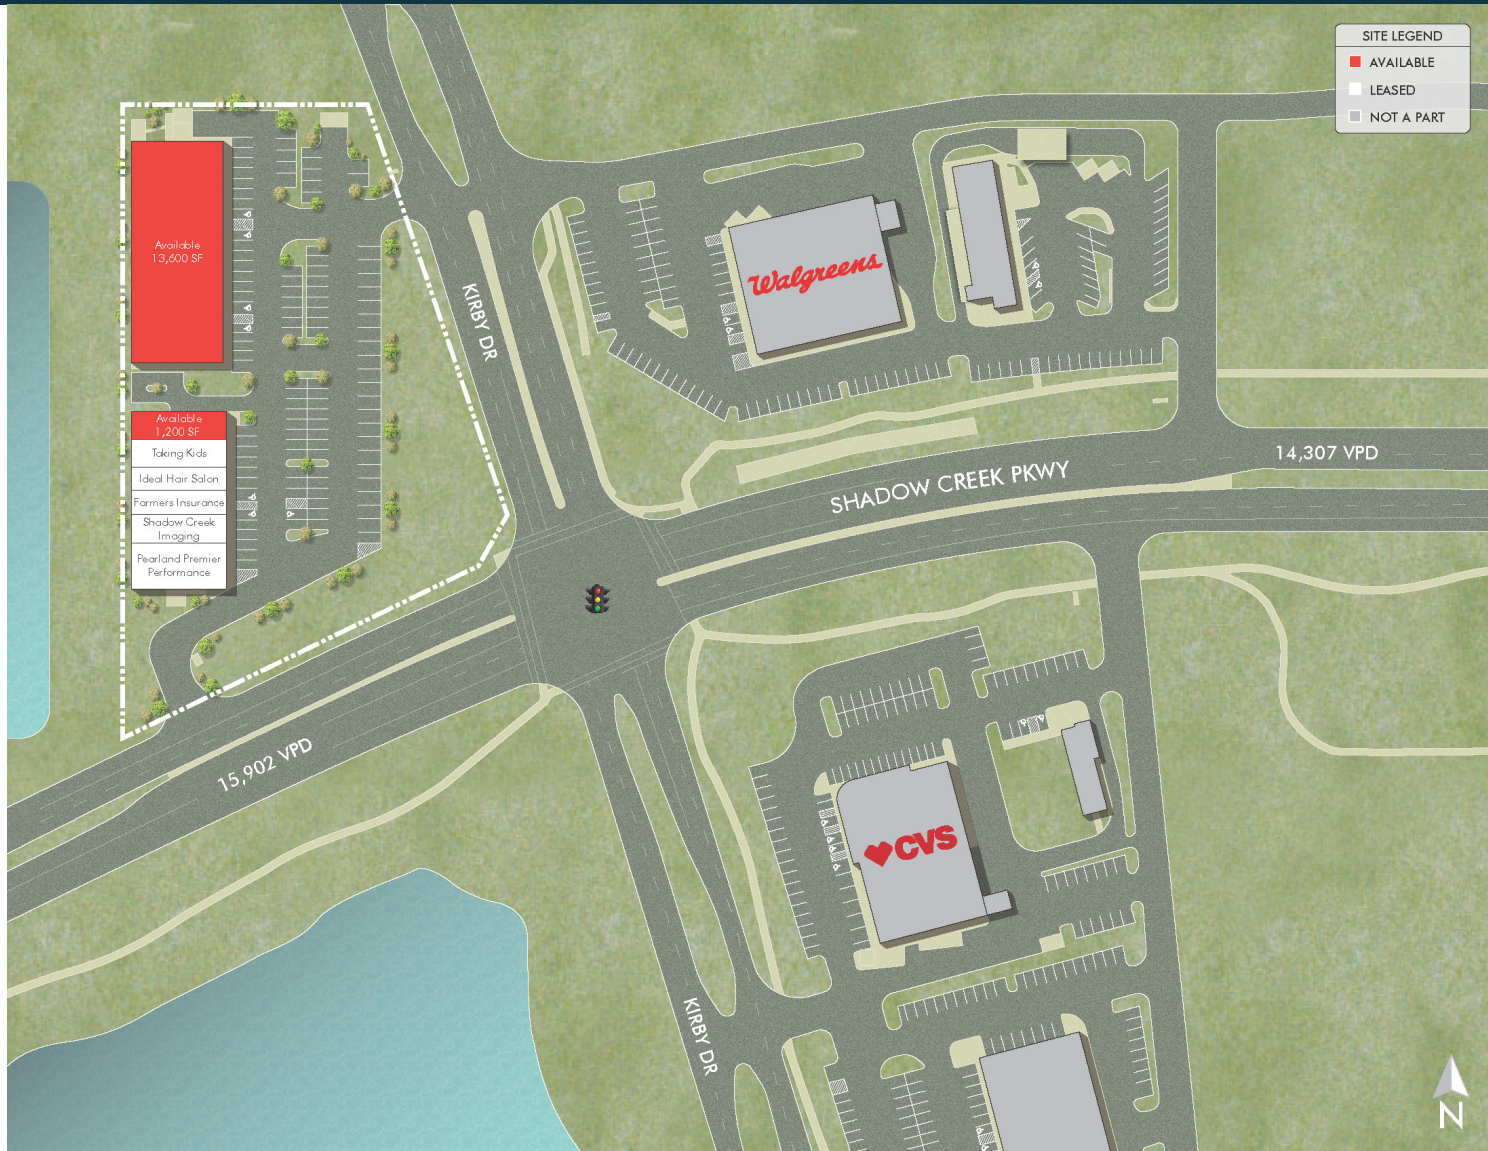 SITE LEGEND
AVAILABLE
LEASED
NOT A PART
Available
13,600 SF
Available
1,200 SF
Taking Kids
Ideal Hair Salon
Farmers Insurance
Shadow Creek
Imaging
Pearland Premier
Performance
KIRBY DR
Walgreens
SHADOW CREEK PKWY
14,307 VPD
15,902 VPD
CVS
KIRBY DR
N